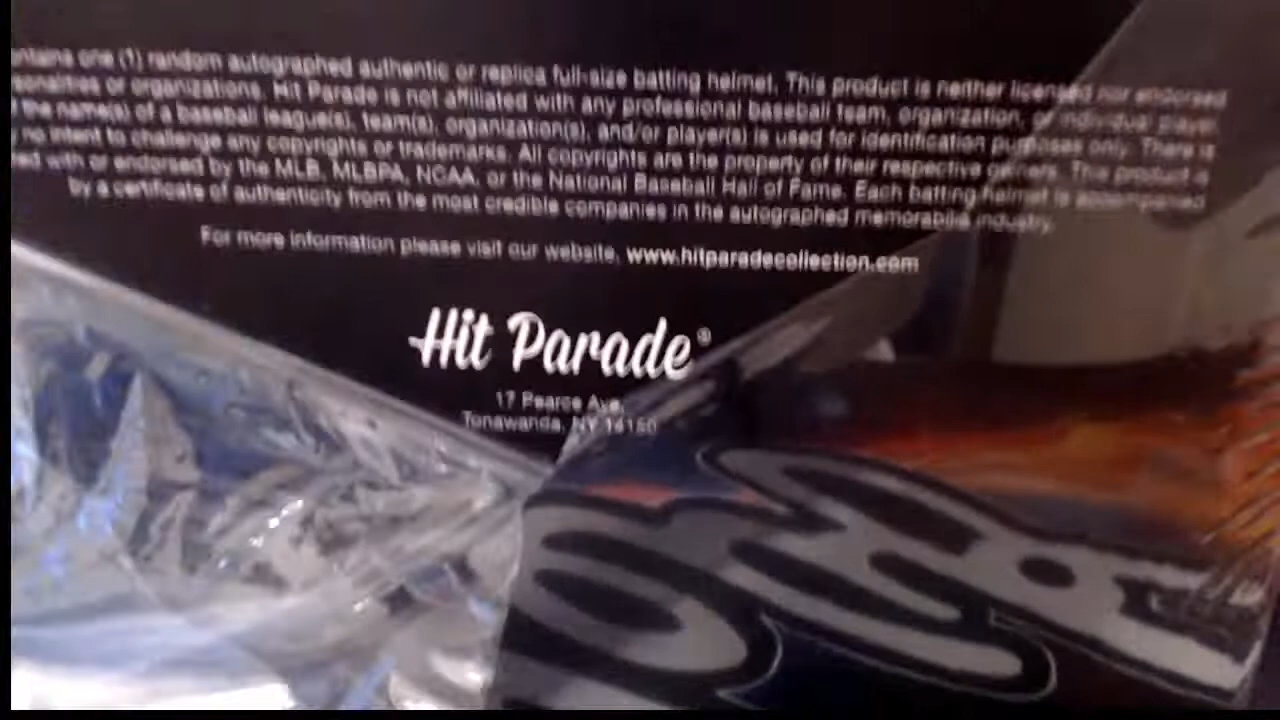 one (1) random autographed authentic or replica full-size batting helmet. This product is neither licensed nor endorsed
or organizations. Hit Parade is not affiliated with any professional baseball team, organization, or individual player
the name(s) of a baseball league(s), team(s), organization(s), and/or player(s) is used for identification purposes only. There is
no intent to challenge any copyrights or trademarks. All copyrights are the property of their respective owners. This product is
with or endorsed by the MLB, MLBPA, NCAA, or the National Baseball Hall of Fame. Each batting helmet is accompanied
by a certificate of authenticity from the most credible companies in the autographed memorabilia industry.
For more information please visit our website, www.hitparadecollection.com
Hit Parade®
17 Pearce Ave.
Tonawanda, NY 14150